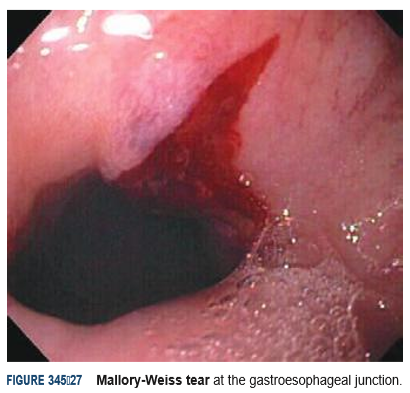 FIGURE 345▯27 Mallory-Weiss tear at the gastroesophageal junction.